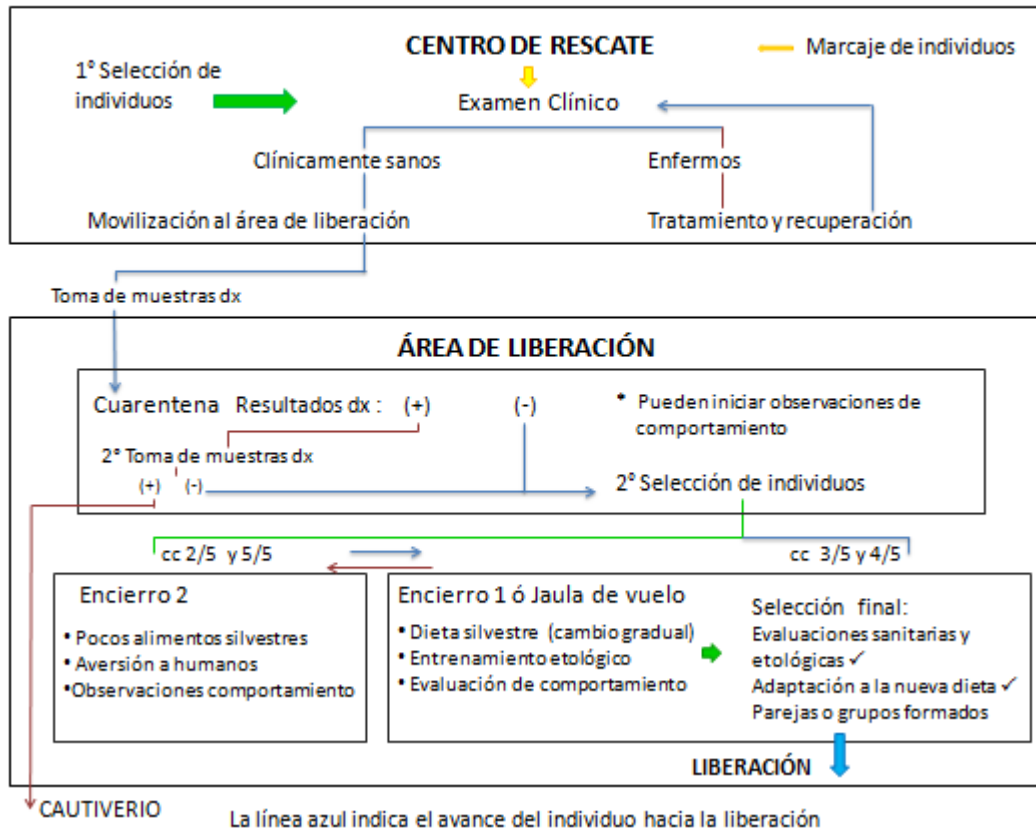 CENTRO DE RESCATE
Marcaje de individuos
1° Selección de
individuos
Examen Clínico
Clínicamente sanos
Enfermos
Movilización al área de liberación
Tratamiento y recuperación
Toma de muestras dx
ÁREA DE LIBERACIÓN
Cuarentena Resultados dx : (+) (-)
* Pueden iniciar observaciones de
comportamiento
2° Toma de muestras dx
(+) (-)
2° Selección de individuos
cc 2/5 y 5/5
cc 3/5 y 4/5
Encierro 2
• Pocos alimentos silvestres
• Aversión a humanos
•Observaciones comportamiento
Encierro 1 ó Jaula de vuelo
• Dieta silvestre (cambio gradual)
• Entrenamiento etológico
• Evaluación de comportamiento
Selección final:
Evaluaciones sanitarias y
etológicas ✓
Adaptación a la nueva dieta ✓
Parejas o grupos formados
LIBERACIÓN
CAUTIVERIO
La línea azul indica el avance del individuo hacia la liberación